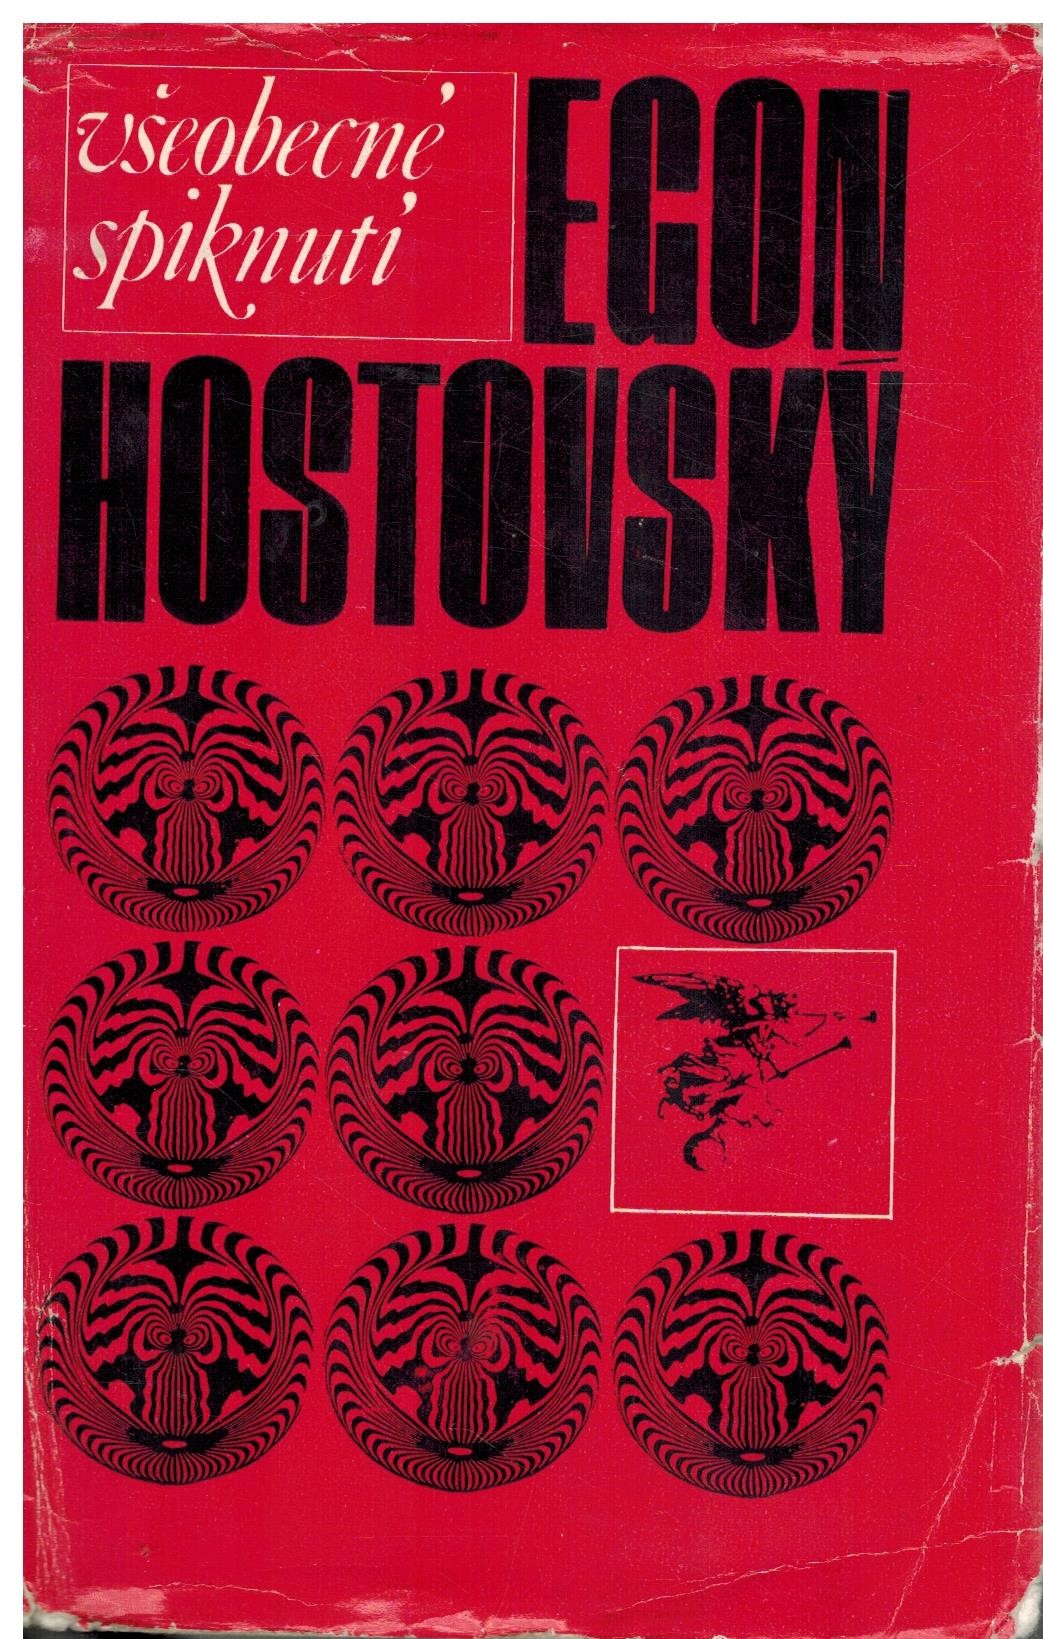 všeobecné
spiknutí
EGON
HOSTOVSKÝ